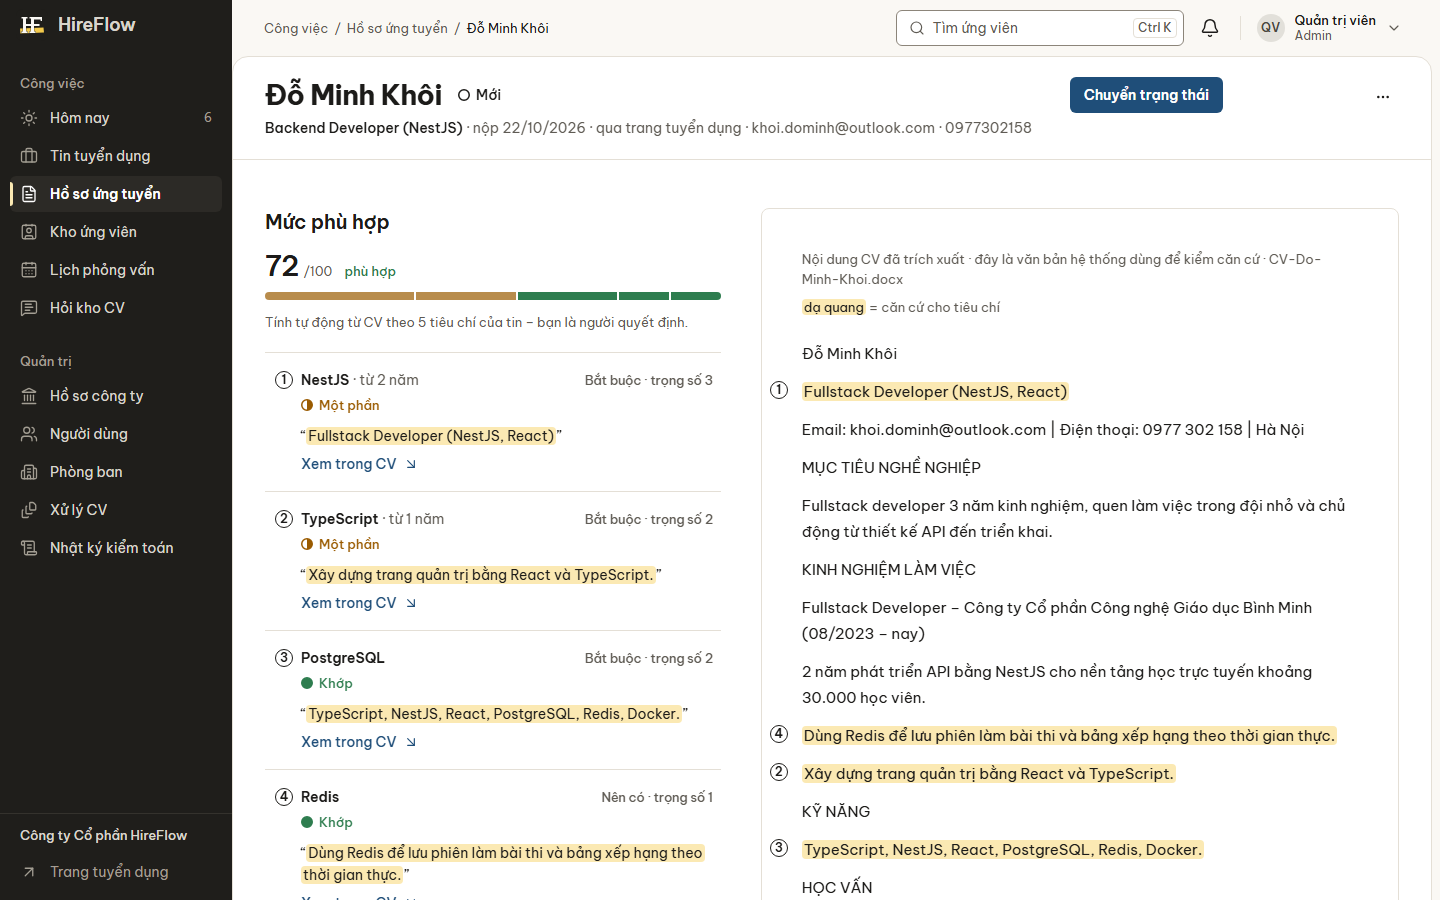 HireFlow
Công việc
Hôm nay 6
Tin tuyển dụng
Hồ sơ ứng tuyển
Kho ứng viên
Lịch phỏng vấn
Hỏi kho CV
Quản trị
Hồ sơ công ty
Người dùng
Phòng ban
Xử lý CV
Nhật ký kiểm toán
Công ty Cổ phần HireFlow
Trang tuyển dụng
Công việc / Hồ sơ ứng tuyển / Đỗ Minh Khôi
Tìm ứng viên Ctrl K
QV Quản trị viên
Admin
Đỗ Minh Khôi Mới
Chuyển trạng thái
Backend Developer (NestJS) · nộp 22/10/2026 · qua trang tuyển dụng · khoi.dominh@outlook.com · 0977302158
Mức phù hợp
72 /100 phù hợp
Tính tự động từ CV theo 5 tiêu chí của tin – bạn là người quyết định.
1 NestJS · từ 2 năm Bắt buộc · trọng số 3
Một phần
“Fullstack Developer (NestJS, React)”
Xem trong CV
2 TypeScript · từ 1 năm Bắt buộc · trọng số 2
Một phần
“Xây dựng trang quản trị bằng React và TypeScript.”
Xem trong CV
3 PostgreSQL Bắt buộc · trọng số 2
Khớp
“TypeScript, NestJS, React, PostgreSQL, Redis, Docker.”
Xem trong CV
4 Redis Nên có · trọng số 1
Khớp
“Dùng Redis để lưu phiên làm bài thi và bảng xếp hạng theo
thời gian thực.”
Nội dung CV đã trích xuất · đây là văn bản hệ thống dùng để kiểm căn cứ · CV-Do-
Minh-Khoi.docx
dạ quang = căn cứ cho tiêu chí
Đỗ Minh Khôi
1 Fullstack Developer (NestJS, React)
Email: khoi.dominh@outlook.com | Điện thoại: 0977 302 158 | Hà Nội
MỤC TIÊU NGHỀ NGHIỆP
Fullstack developer 3 năm kinh nghiệm, quen làm việc trong đội nhỏ và chủ
động từ thiết kế API đến triển khai.
KINH NGHIỆM LÀM VIỆC
Fullstack Developer – Công ty Cổ phần Công nghệ Giáo dục Bình Minh
(08/2023 – nay)
2 năm phát triển API bằng NestJS cho nền tảng học trực tuyến khoảng
30.000 học viên.
4 Dùng Redis để lưu phiên làm bài thi và bảng xếp hạng theo thời gian thực.
2 Xây dựng trang quản trị bằng React và TypeScript.
KỸ NĂNG
3 TypeScript, NestJS, React, PostgreSQL, Redis, Docker.
HỌC VẤN